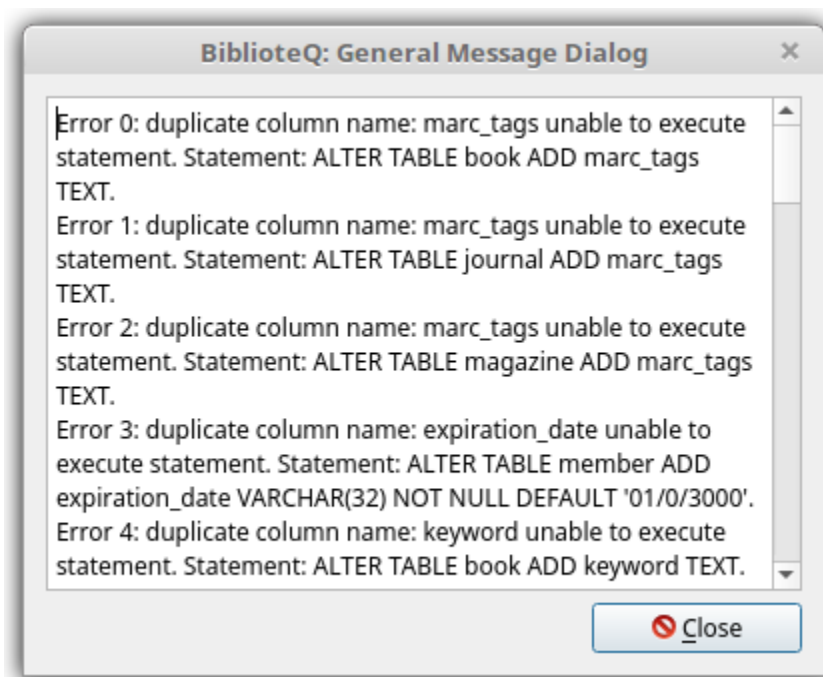 BiblioteQ: General Message Dialog
Error 0: duplicate column name: marc_tags unable to execute
statement. Statement: ALTER TABLE book ADD marc_tags
TEXT.
Error 1: duplicate column name: marc_tags unable to execute
statement. Statement: ALTER TABLE journal ADD marc_tags
TEXT.
Error 2: duplicate column name: marc_tags unable to execute
statement. Statement: ALTER TABLE magazine ADD marc_tags
TEXT.
Error 3: duplicate column name: expiration_date unable to
execute statement. Statement: ALTER TABLE member ADD
expiration_date VARCHAR(32) NOT NULL DEFAULT '01/0/3000'.
Error 4: duplicate column name: keyword unable to execute
statement. Statement: ALTER TABLE book ADD keyword TEXT.
Close